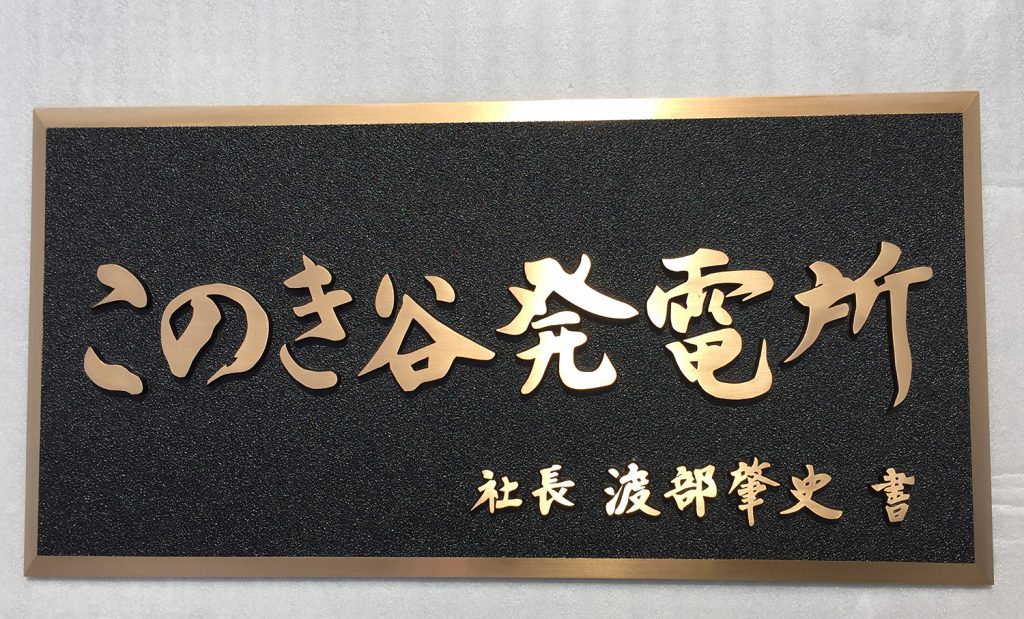 このき谷発電所
社長 渡部肇史 書